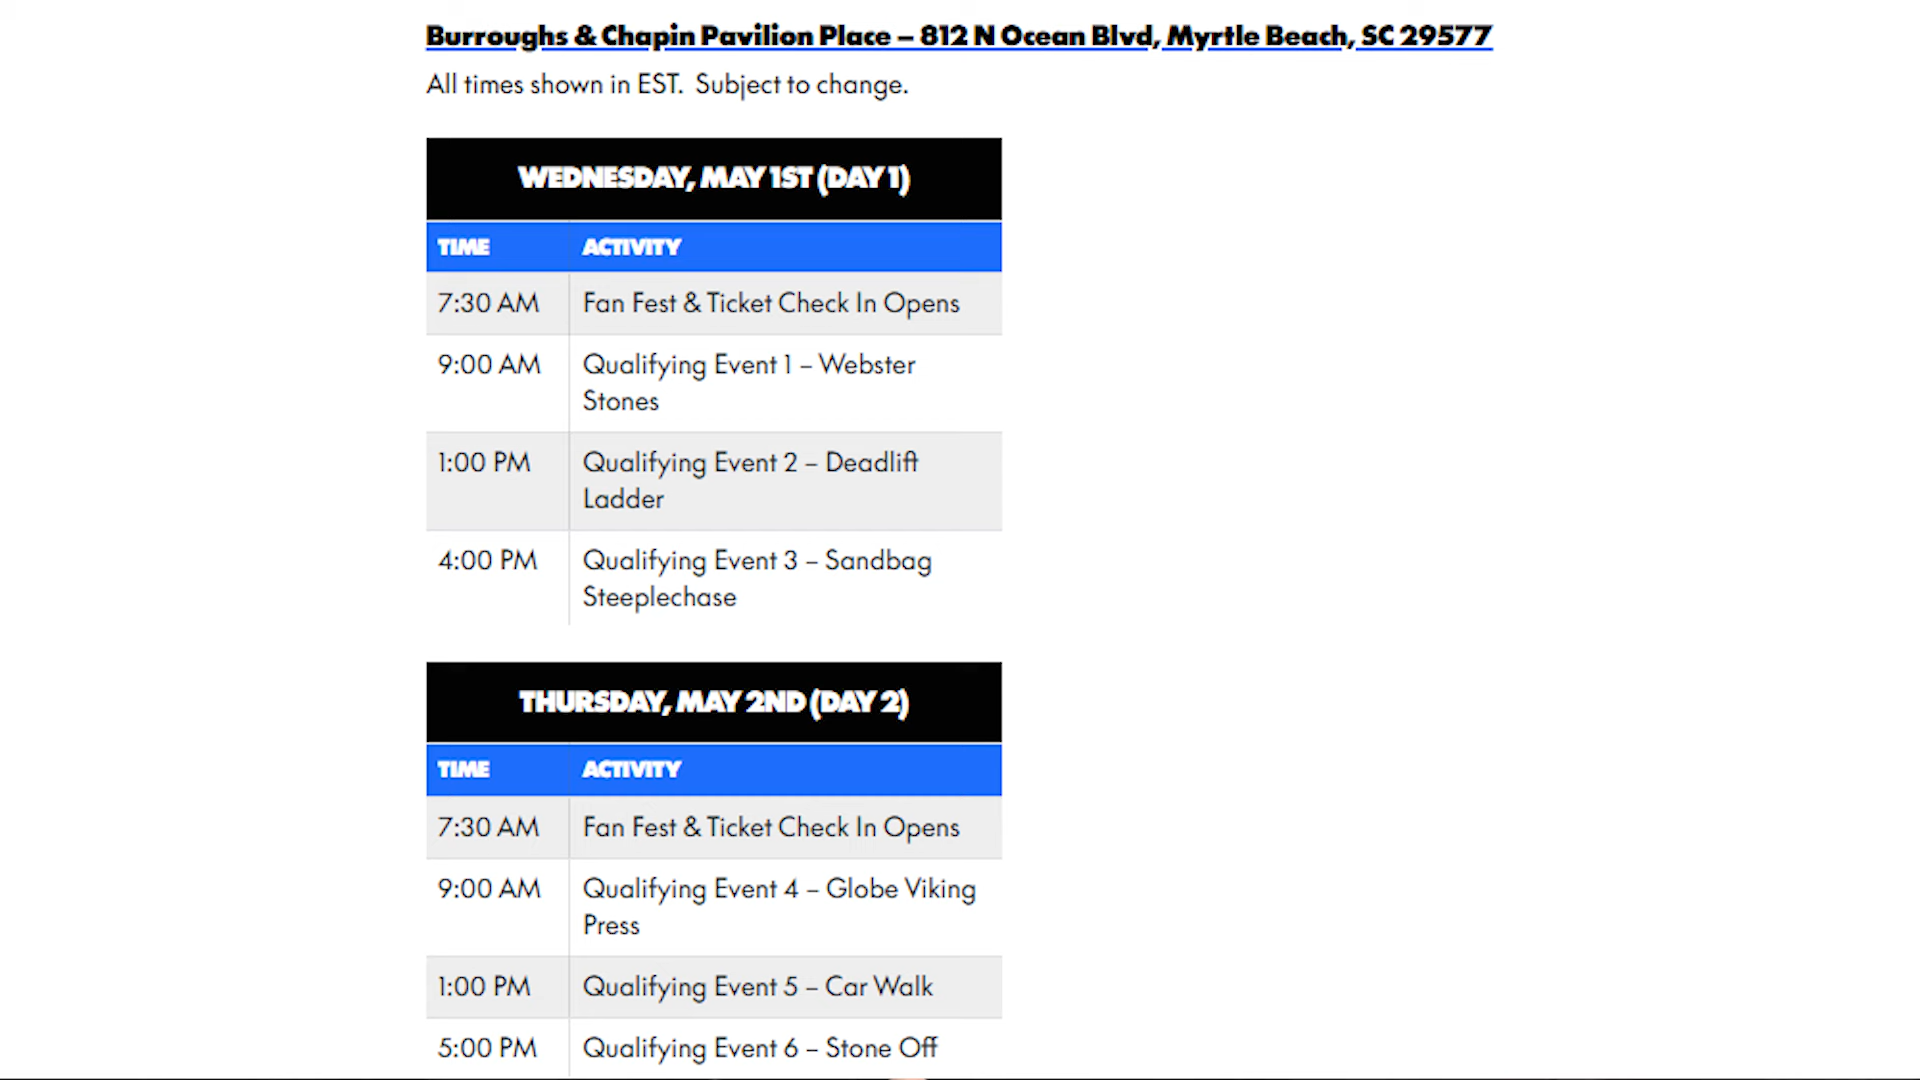 Burroughs & Chapin Pavilion Place – 812 N Ocean Blvd, Myrtle Beach, SC 29577
All times shown in EST.  Subject to change.
WEDNESDAY, MAY 1ST (DAY 1)
TIME ACTIVITY
7:30 AM Fan Fest & Ticket Check In Opens
9:00 AM Qualifying Event 1 – Webster
Stones
1:00 PM Qualifying Event 2 – Deadlift
Ladder
4:00 PM Qualifying Event 3 – Sandbag
Steeplechase
THURSDAY, MAY 2ND (DAY 2)
TIME ACTIVITY
7:30 AM Fan Fest & Ticket Check In Opens
9:00 AM Qualifying Event 4 – Globe Viking
Press
1:00 PM Qualifying Event 5 – Car Walk
5:00 PM Qualifying Event 6 – Stone Off